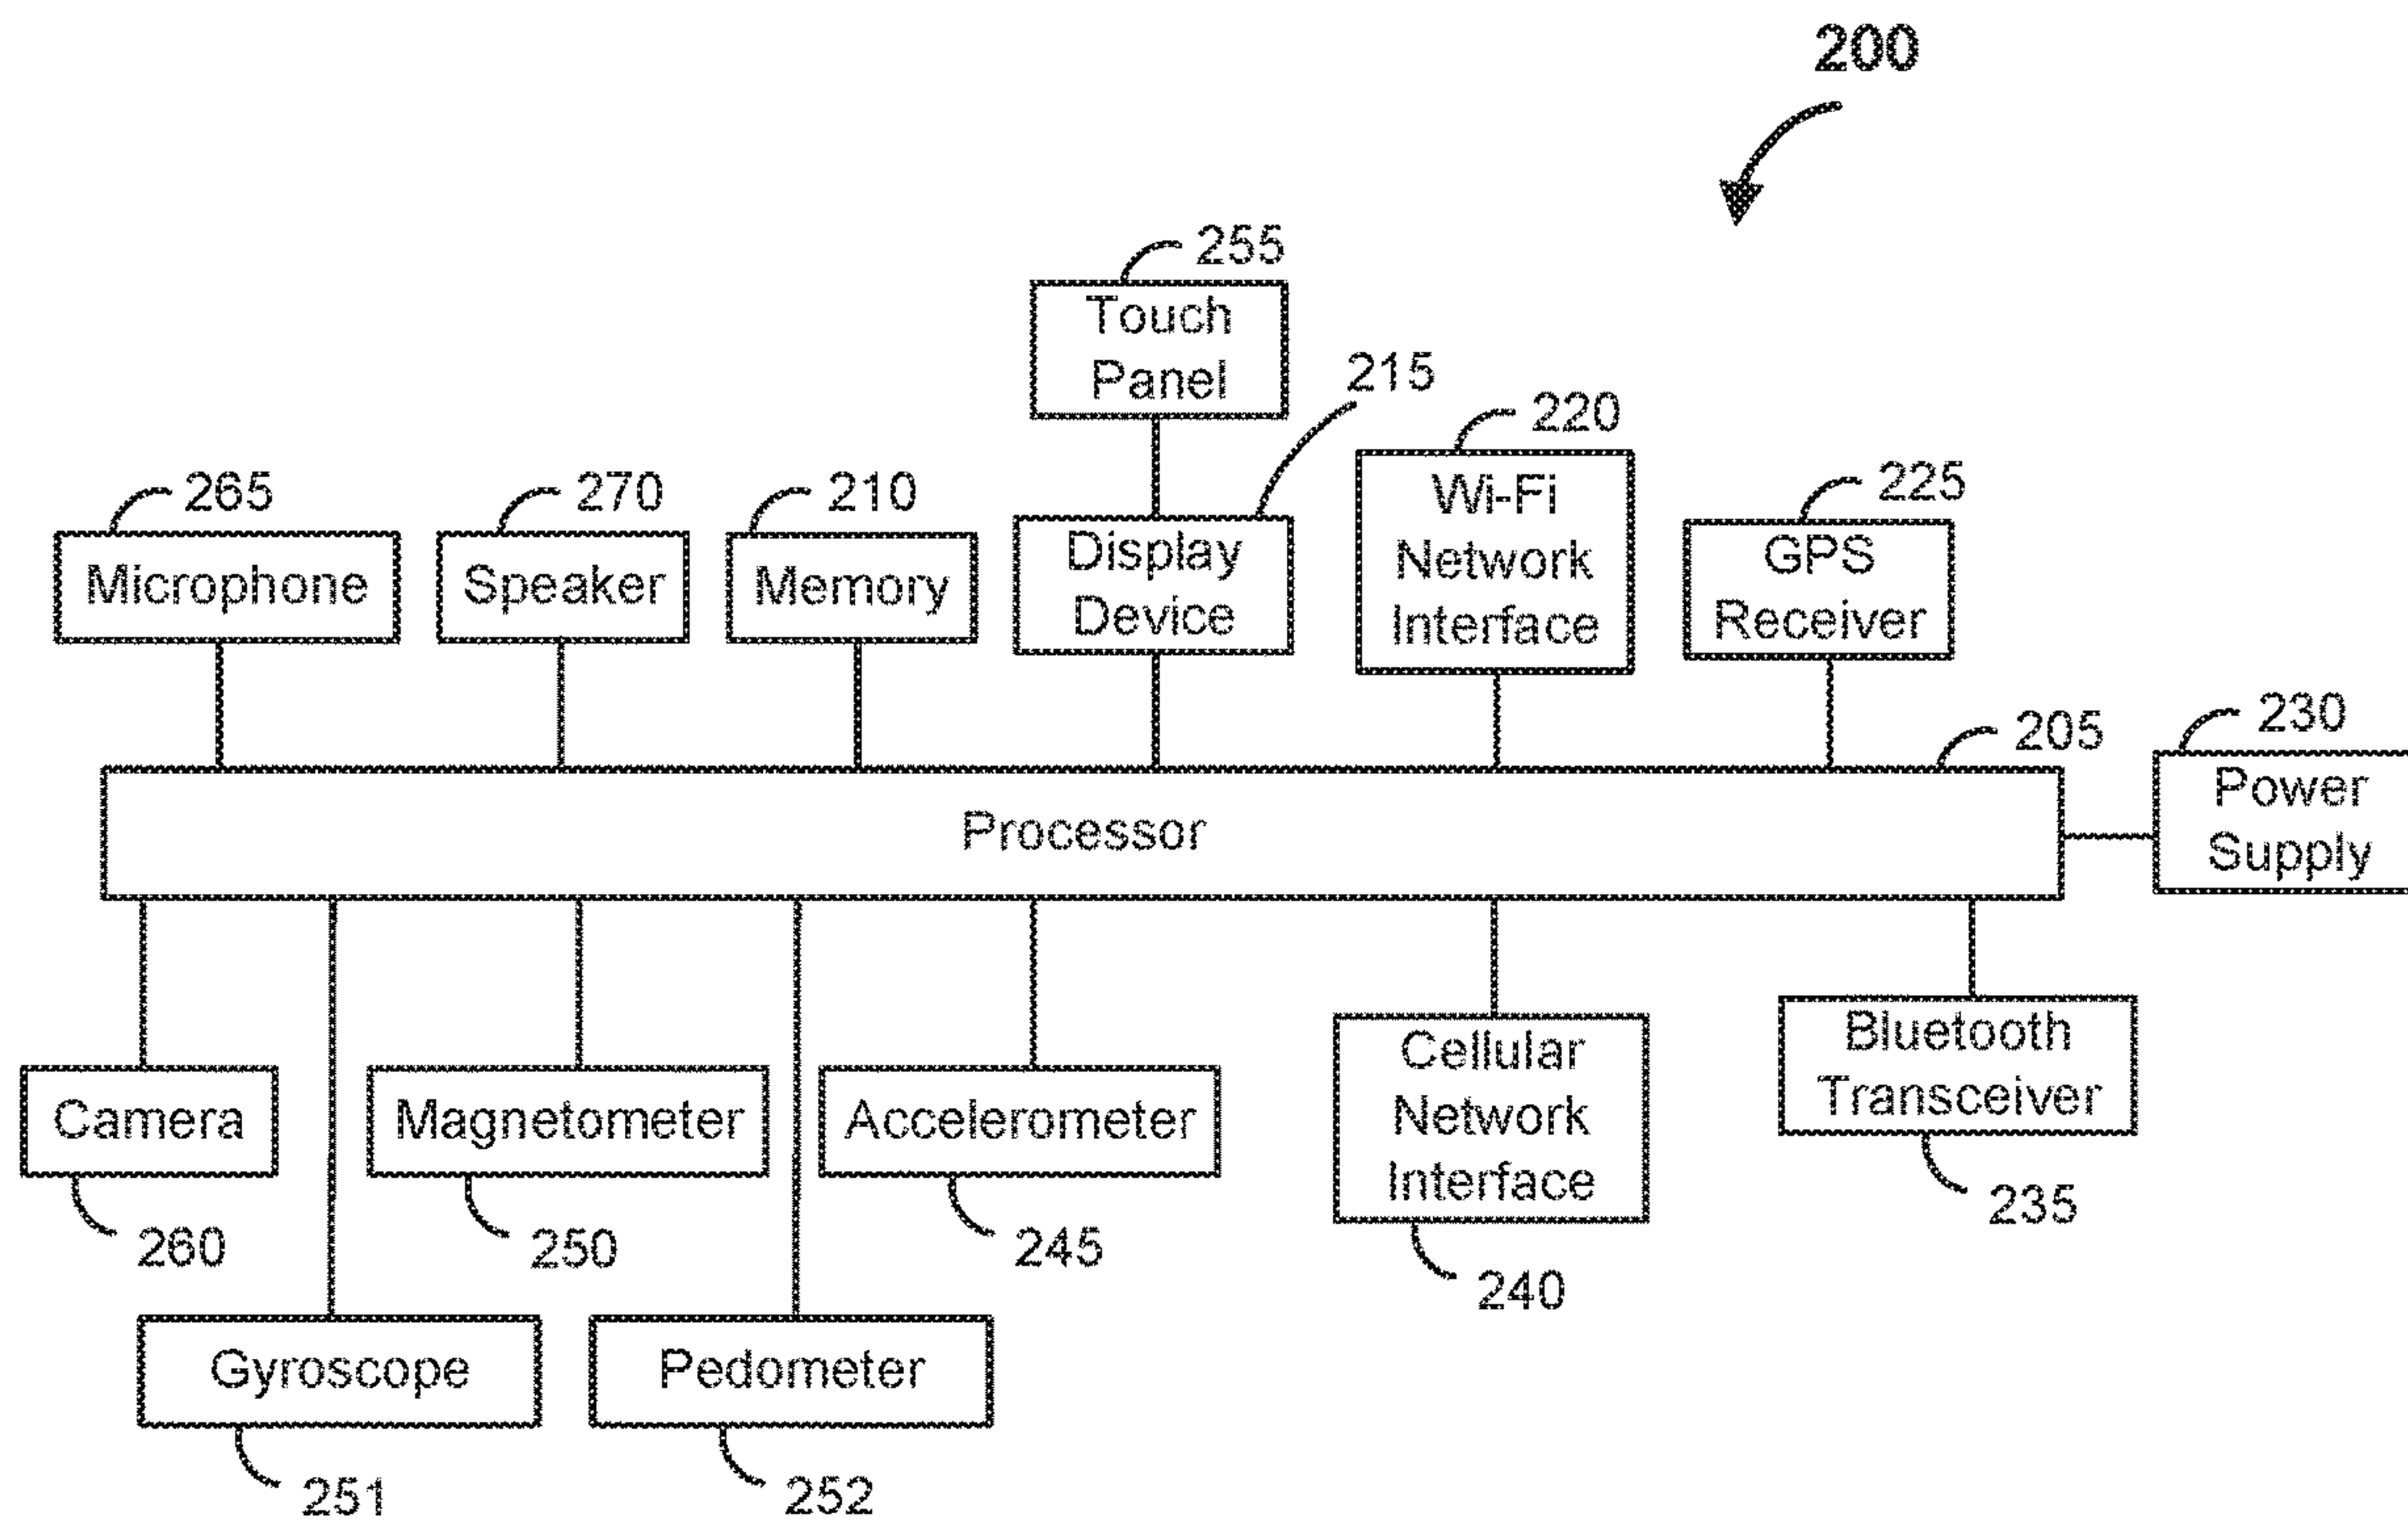 200
255
Touch
Panel
215
220
265
270
210
Wi-Fi
Network
Interface
225
Microphone
Speaker
Memory
Display
Device
GPS
Receiver
205
230
Processor
Power
Supply
Camera
Magnetometer
Accelerometer
Cellular
Network
Interface
Bluetooth
Transceiver
260
250
245
240
235
Gyroscope
Pedometer
251
252